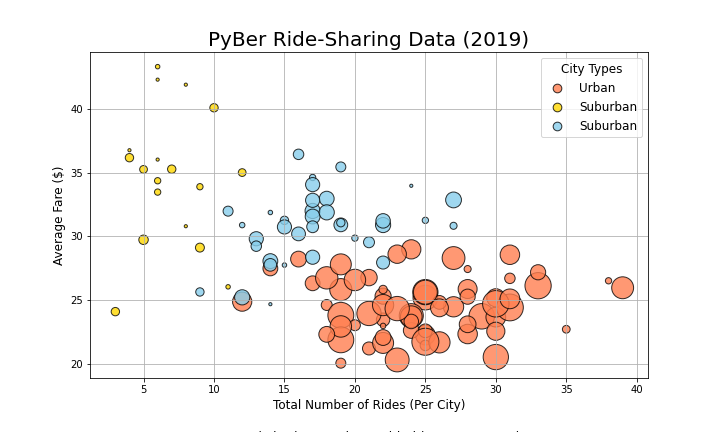 PyBer Ride-Sharing Data (2019)
City Types
Urban
Suburban
Suburban
Average Fare ($)
40
35
30
25
20
5
10
15
20
25
30
35
40
Total Number of Rides (Per City)